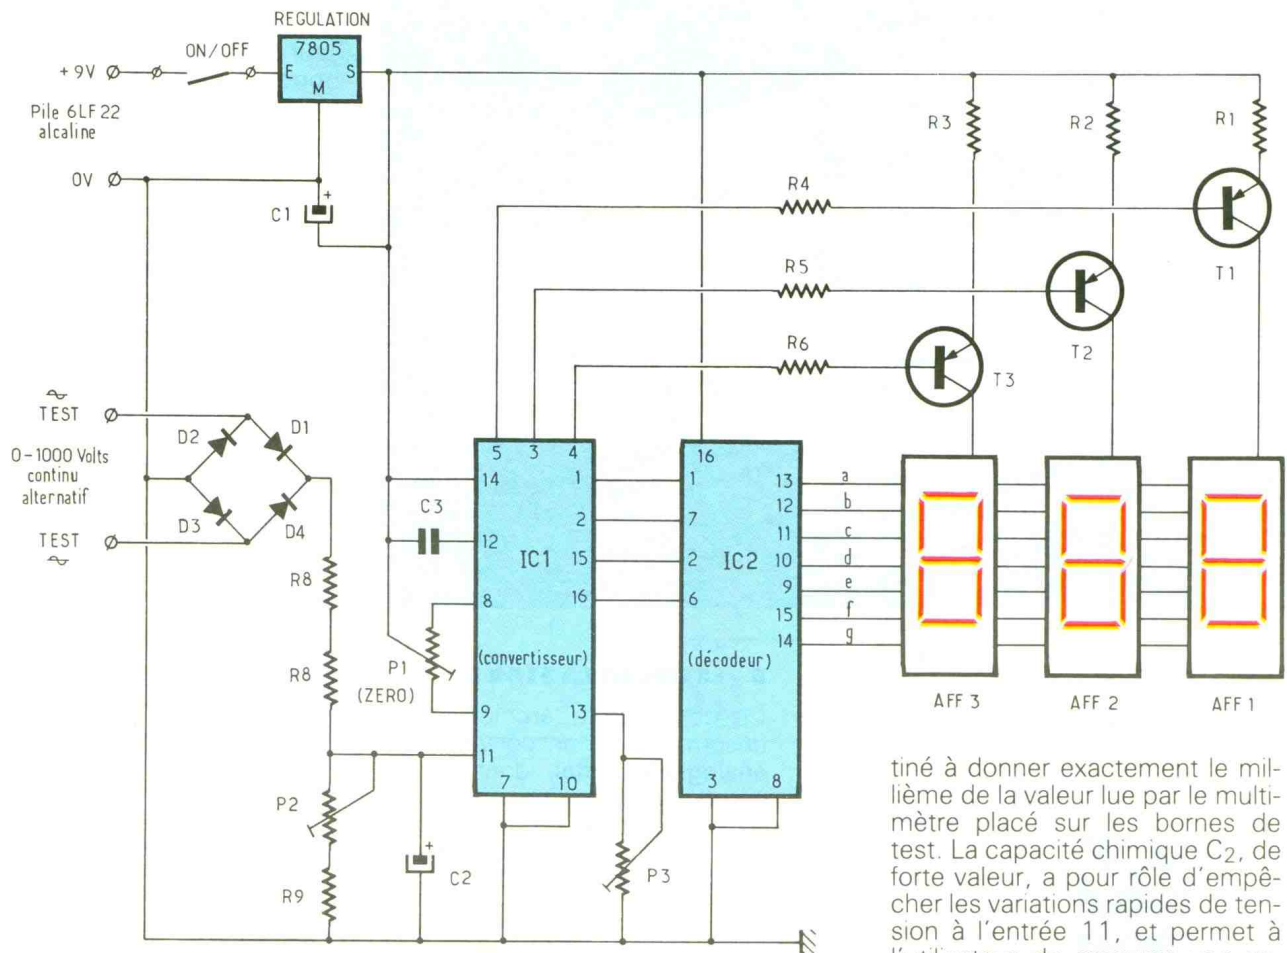 REGULATION
7805
E S
M
ON/OFF
+9V
Pile 6LF22
alcaline
0V
C1
+
R3
R2
R1
R4
R5
R6
T1
T2
T3
TEST
0-1000 Volts
continu
alternatif
TEST
D2
D1
D3
D4
R8
R8
P2
R9
C2
+
C3
P1
(ZERO)
P3
5 3 4
14 1
12 2
IC1
15
8 16
(convertisseur)
9 13
11
7 10
16
1 13
7 12
11
IC2
2 10
6 9
15
(décodeur) 14
3 8
a
b
c
d
e
f
g
AFF 3
AFF 2
AFF 1
tiné à donner exactement le mil-
lième de la valeur lue par le multi-
mètre placé sur les bornes de
test. La capacité chimique C2, de
forte valeur, a pour rôle d'empê-
cher les variations rapides de ten-
sion à l'entrée 11, et permet à